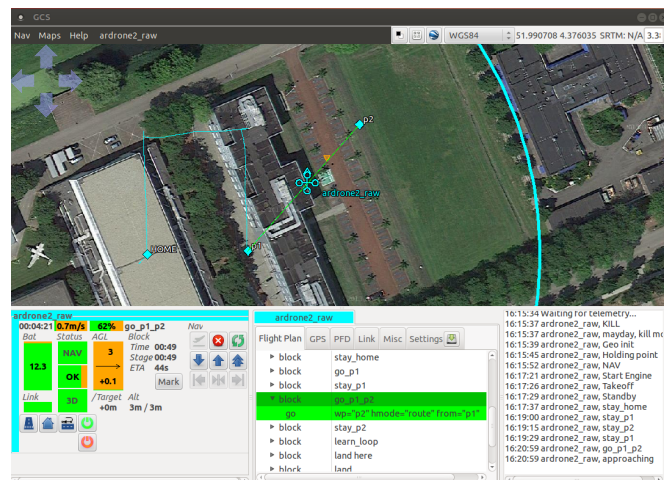 GCS
Nav Maps Help ardrone2_raw WGS84 51.990708 4.376035 SRTM: N/A 3.3
p2
ardrone2_raw
p1
HOME
ardrone2_raw
00:04:21 0.7m/s 62% go_p1_p2 Nav
Bat Status AGL Block
Time 00:49
Stage 00:49
ETA 44s
Mark
12.3 NAV 3
OK +0.1
Link 3D /Target Alt
+0m 3m / 3m
ardrone2_raw
Flight Plan GPS PFD Link Misc Settings
block stay_home
block go_p1
block stay_p1
block go_p1_p2
go wp="p2" hmode="route" from="p1"
block stay_p2
block learn_loop
block land here
block land
16:15:34 Waiting for telemetry...
16:15:37 ardrone2_raw, KILL
16:15:37 ardrone2_raw, mayday, kill mo
16:15:39 ardrone2_raw, Geo init
16:15:45 ardrone2_raw, Holding point
16:15:52 ardrone2_raw, NAV
16:17:21 ardrone2_raw, Start Engine
16:17:26 ardrone2_raw, Takeoff
16:17:29 ardrone2_raw, Standby
16:17:37 ardrone2_raw, stay_home
16:19:00 ardrone2_raw, stay_p1
16:19:15 ardrone2_raw, stay_p2
16:19:29 ardrone2_raw, stay_p1
16:20:59 ardrone2_raw, go_p1_p2
16:20:59 ardrone2_raw, approaching